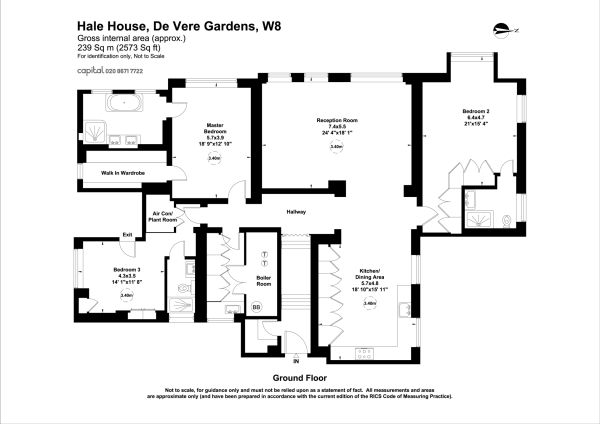 Hale House, De Vere Gardens, W8
Gross internal area (approx.)
239 Sq m (2573 Sq ft)
For identification only, Not to Scale
capital 020 8671 7722
N
Master
Bedroom
5.7x3.9
18' 9"x12' 10"
3.40m
Reception Room
7.4x5.5
24' 4"x18' 1"
3.40m
Bedroom 2
6.4x4.7
21'x15' 4"
Walk In Wardrobe
Air Con/
Plant Room
Hallway
Exit
Bedroom 3
4.3x3.5
14' 1"x11' 8"
3.40m
T
T
Boiler
Room
BB
Kitchen/
Dining Area
5.7x4.8
18' 10"x15' 11"
3.40m
IN
Ground Floor
Not to scale, for guidance only and must not be relied upon as a statement of fact. All measurements and areas
are approximate only (and have been prepared in accordance with the current edition of the RICS Code of Measuring Practice).